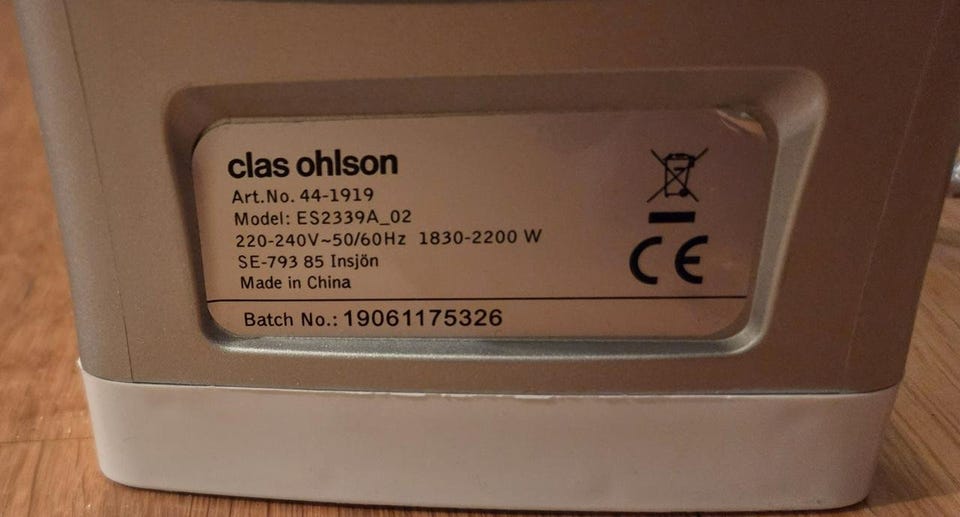 clas ohlson
Art.No. 44-1919
Model: ES2339A_02
220-240V~50/60Hz 1830-2200 W
SE-793 85 Insjön
Made in China
CE
Batch No.: 19061175326